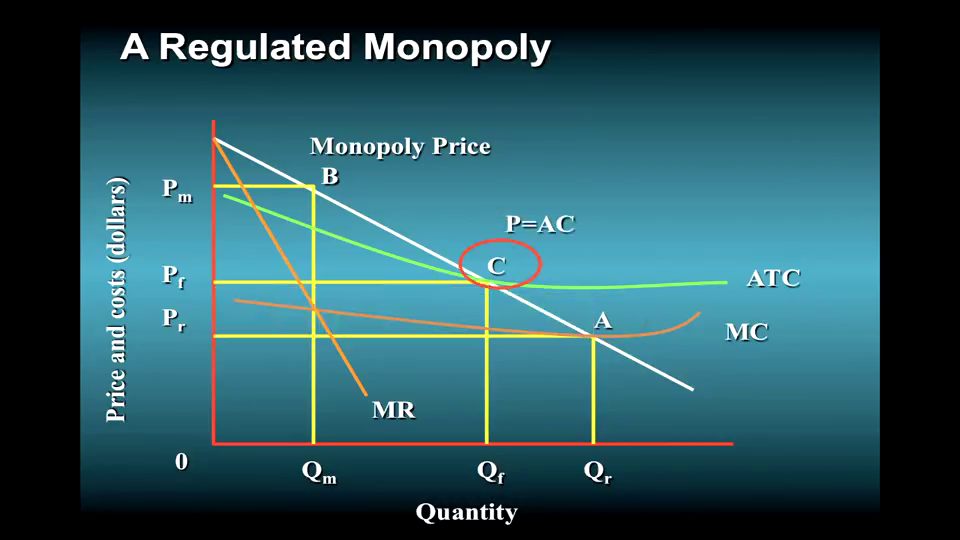 A Regulated Monopoly
Monopoly Price
B
Pm
P=AC
C
Pf
ATC
Pr
A
MC
Price and costs (dollars)
MR
0
Qm
Qf
Qr
Quantity